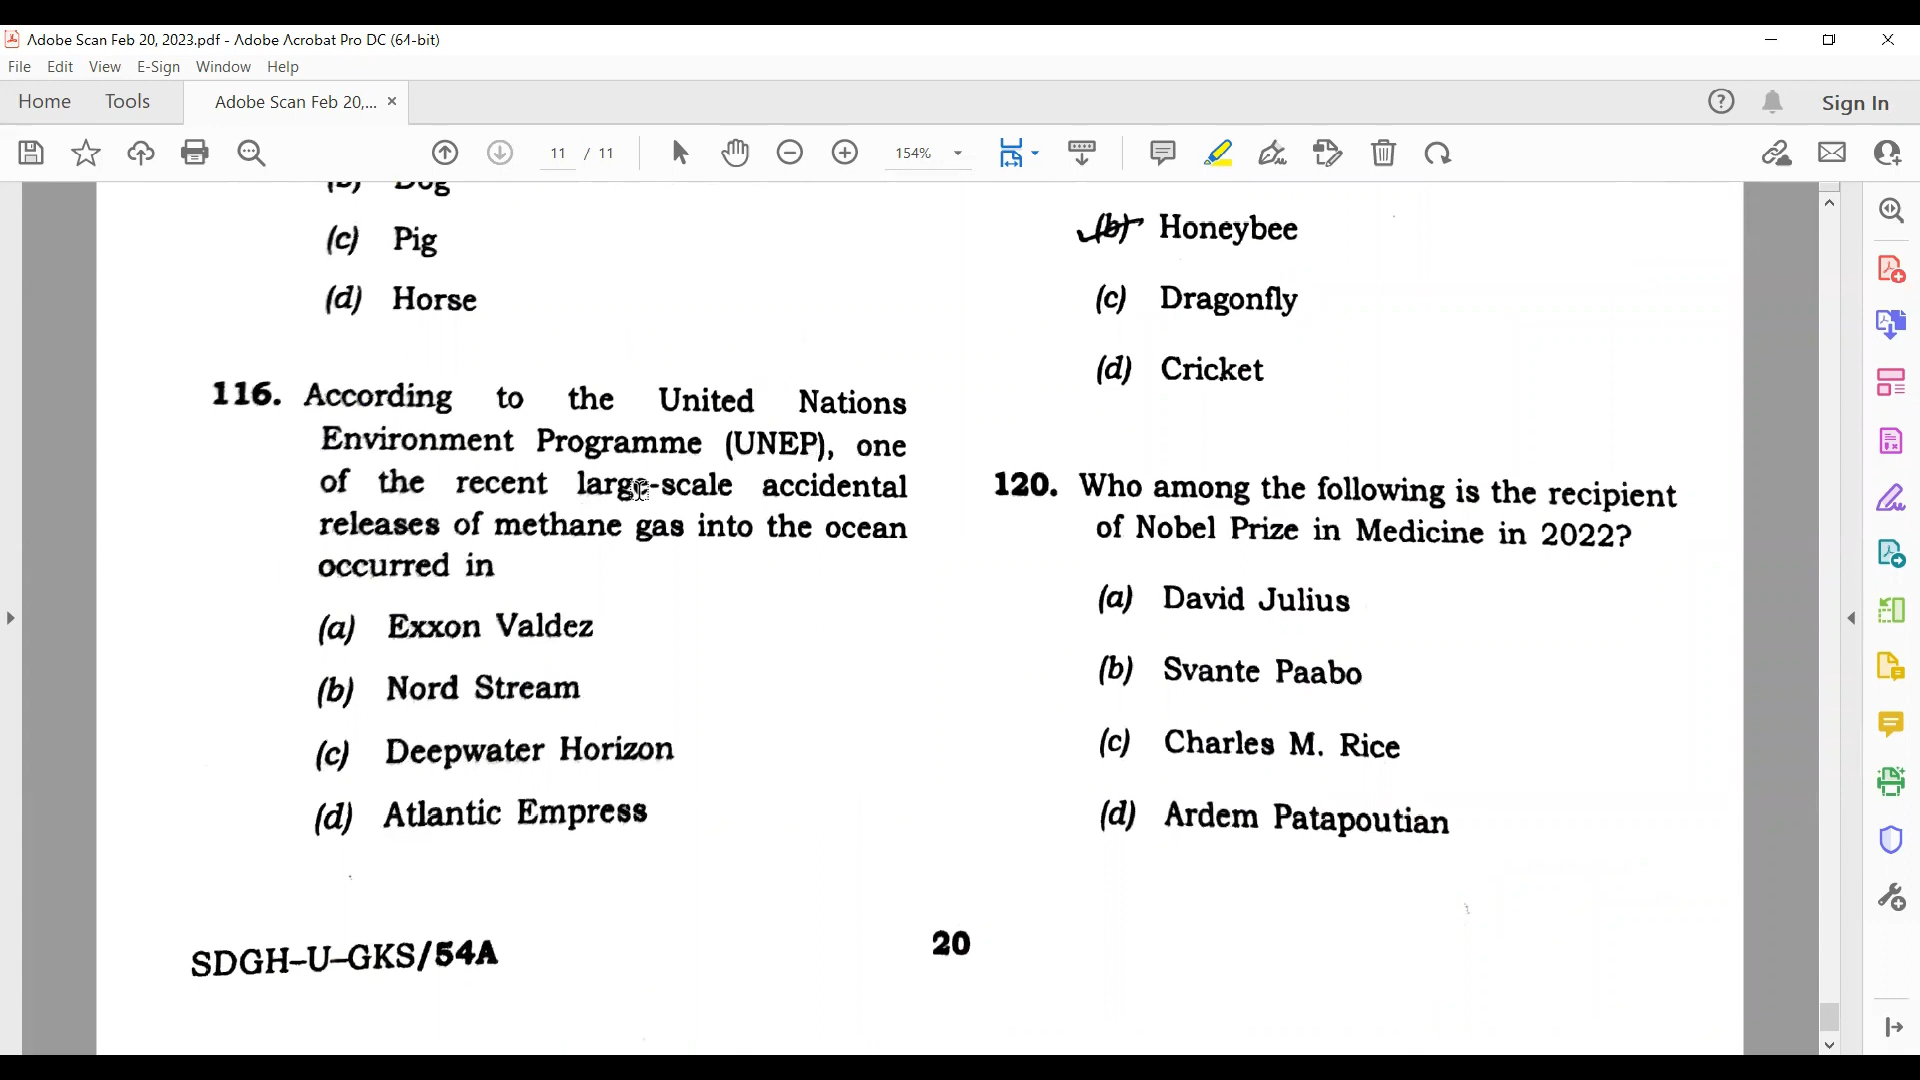 Adobe Scan Feb 20, 2023.pdf - Adobe Acrobat Pro DC (64-bit)
File Edit View E-Sign Window Help
Home Tools Adobe Scan Feb 20,... × Sign In
11 / 11 154%
(b) Dog
(c) Pig
(d) Horse
116. According to the United Nations
Environment Programme (UNEP), one
of the recent large-scale accidental
releases of methane gas into the ocean
occurred in
(a) Exxon Valdez
(b) Nord Stream
(c) Deepwater Horizon
(d) Atlantic Empress
(b) Honeybee
(c) Dragonfly
(d) Cricket
120. Who among the following is the recipient
of Nobel Prize in Medicine in 2022?
(a) David Julius
(b) Svante Paabo
(c) Charles M. Rice
(d) Ardem Patapoutian
SDGH-U-GKS/54A
20